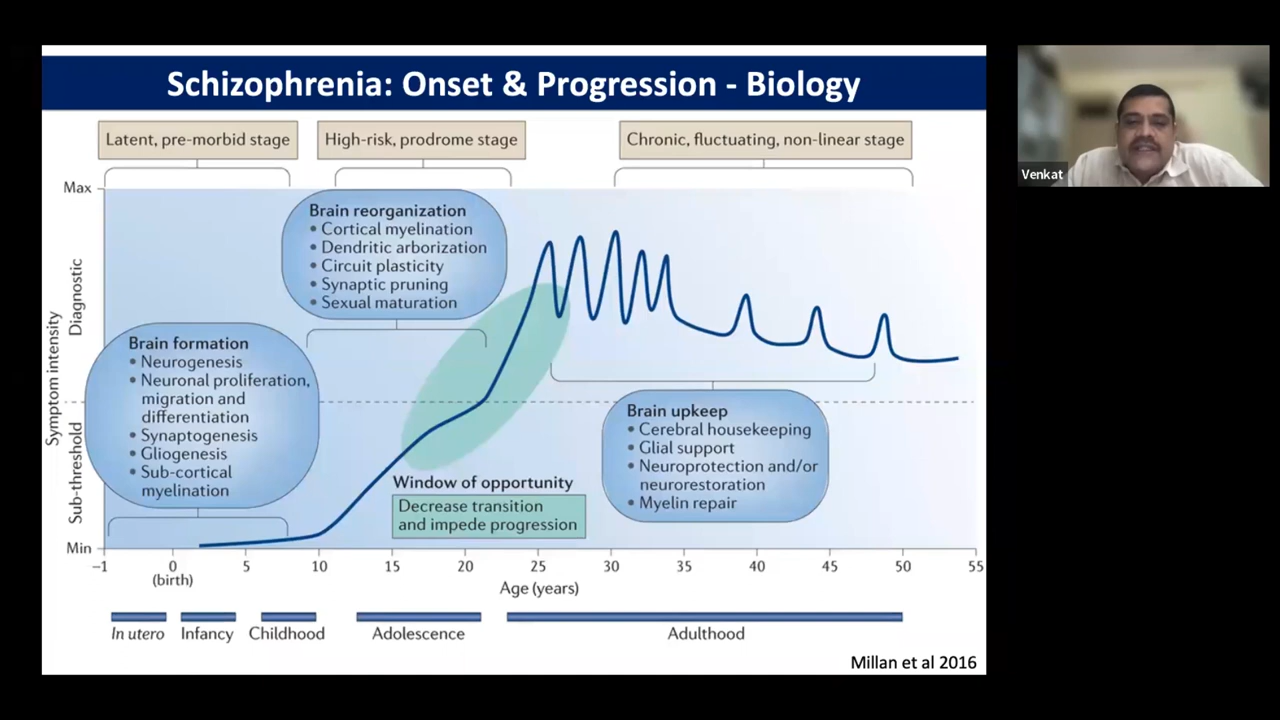 Schizophrenia: Onset & Progression - Biology
Latent, pre-morbid stage
High-risk, prodrome stage
Chronic, fluctuating, non-linear stage
Max
Diagnostic
Symptom intensity
Sub-threshold
Min
Brain reorganization
• Cortical myelination
• Dendritic arborization
• Circuit plasticity
• Synaptic pruning
• Sexual maturation
Brain formation
• Neurogenesis
• Neuronal proliferation,
migration and
differentiation
• Synaptogenesis
• Gliogenesis
• Sub-cortical
myelination
Window of opportunity
Decrease transition
and impede progression
Brain upkeep
• Cerebral housekeeping
• Glial support
• Neuroprotection and/or
neurorestoration
• Myelin repair
−1 0 5 10 15 20 25 30 35 40 45 50 55
(birth)
Age (years)
In utero Infancy Childhood Adolescence Adulthood
Millan et al 2016
Venkat